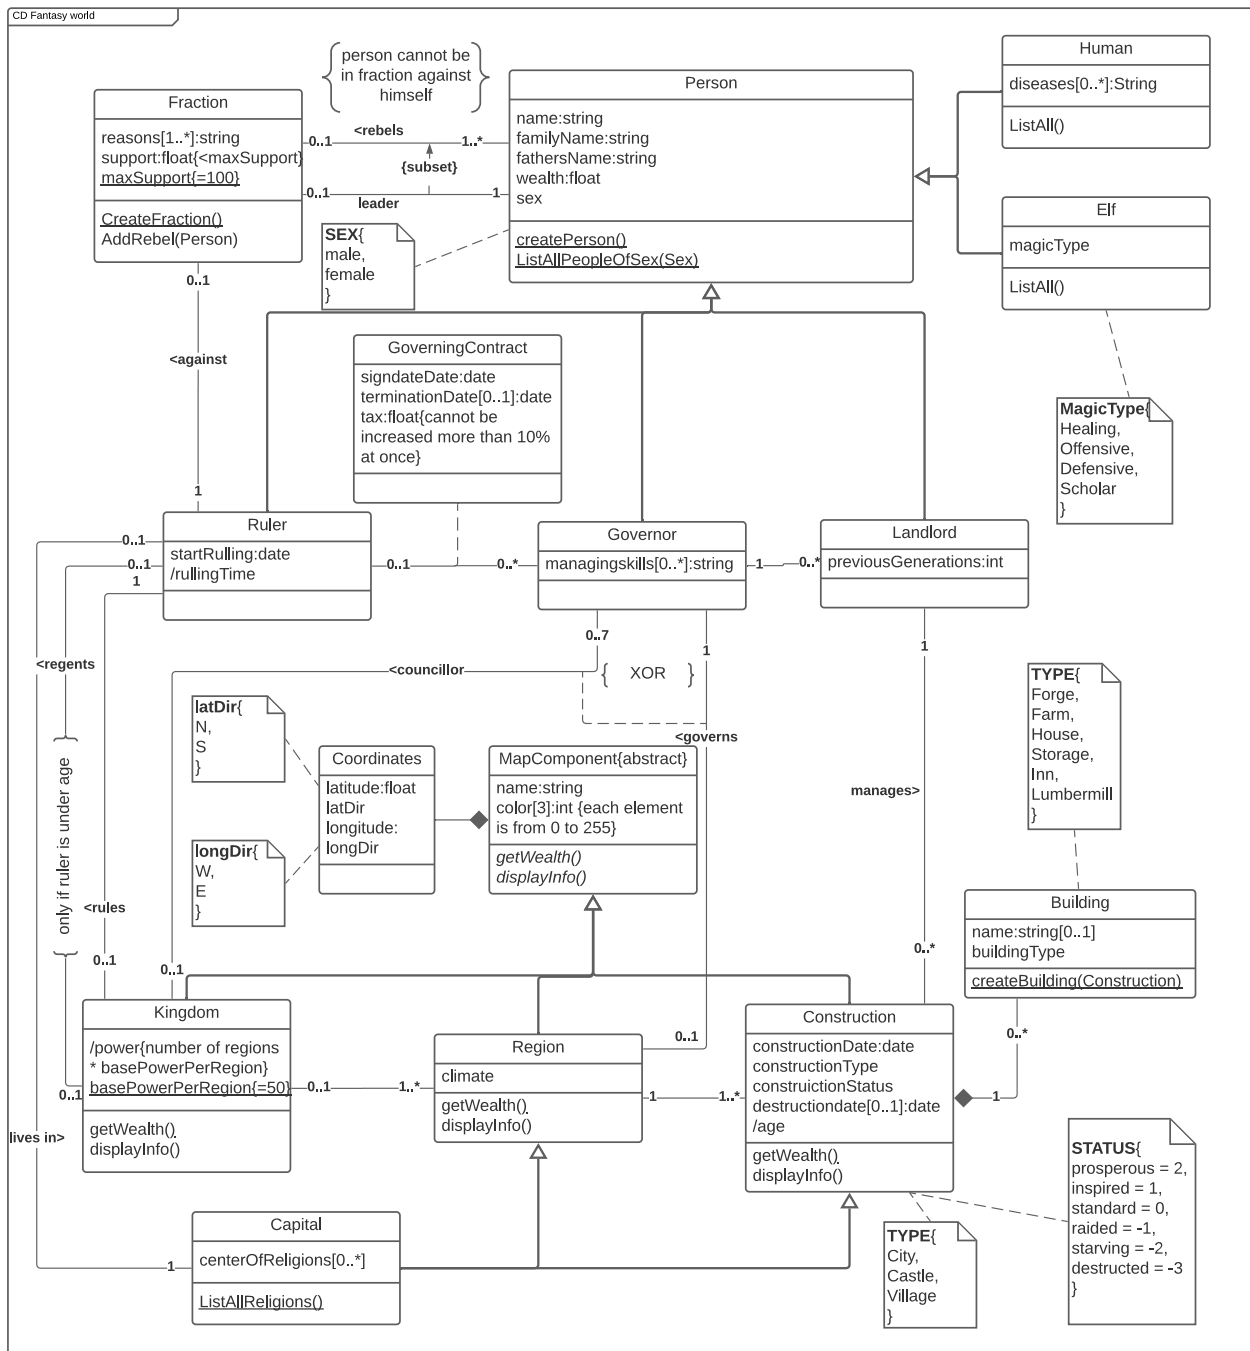 CD Fantasy world
person cannot be
in fraction against
himself
Fraction
reasons[1..*]:string
support:float{<maxSupport}
maxSupport{=100}
CreateFraction()
AddRebel(Person)
0..1
<rebels
1..*
{subset}
0..1
leader
1
Person
name:string
familyName:string
fathersName:string
wealth:float
sex
createPerson()
ListAllPeopleOfSex(Sex)
Human
diseases[0..*]:String
ListAll()
Elf
magicType
ListAll()
SEX{
male,
female
}
0..1
<against
1
GoverningContract
signdateDate:date
terminationDate[0..1]:date
tax:float{cannot be
increased more than 10%
at once}
MagicType{
Healing,
Offensive,
Defensive,
Scholar
}
Ruler
startRulling:date
/rullingTime
0..1
0..1
1
0..1
0..*
Governor
managingskills[0..*]:string
1
0..*
Landlord
previousGenerations:int
0..7
1
1
<regents
<councillor
XOR
<governs
latDir{
N,
S
}
longDir{
W,
E
}
Coordinates
latitude:float
latDir
longitude:
longDir
MapComponent{abstract}
name:string
color[3]:int {each element
is from 0 to 255}
getWealth()
displayInfo()
manages>
TYPE{
Forge,
Farm,
House,
Storage,
Inn,
Lumbermill
}
only if ruler is under age
<rules
0..1
0..1
0..*
Building
name:string[0..1]
buildingType
createBuilding(Construction)
Kingdom
/power{number of regions
* basePowerPerRegion}
basePowerPerRegion{=50}
getWealth()
displayInfo()
0..1
0..1
1..*
Region
climate
getWealth()
displayInfo()
0..1
1
1..*
Construction
constructionDate:date
constructionType
construictionStatus
destructiondate[0..1]:date
/age
getWealth()
displayInfo()
0..*
1
lives in>
1
Capital
centerOfReligions[0..*]
ListAllReligions()
TYPE{
City,
Castle,
Village
}
STATUS{
prosperous = 2,
inspired = 1,
standard = 0,
raided = -1,
starving = -2,
destructed = -3
}